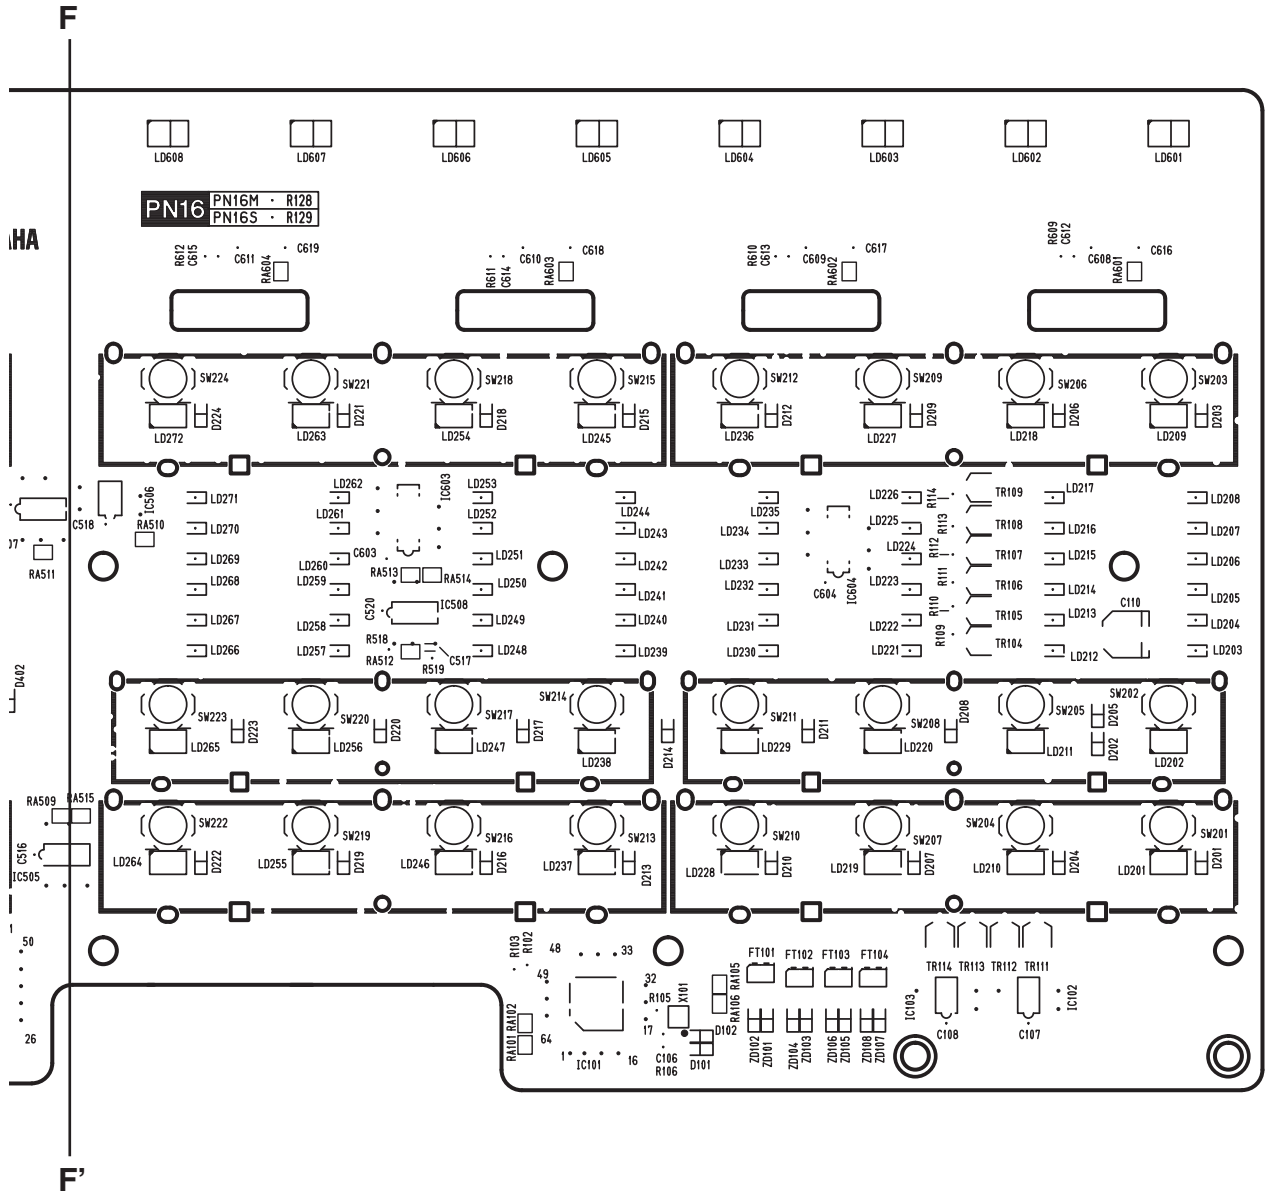 F
LD608 LD607 LD606 LD605 LD604 LD603 LD602 LD601
PN16 PN16M · R128
PN16S · R129
AHA
R612 C615 C611 RA604 C619 R611 C614 C610 RA603 C618 R610 C613 C609 RA602 C617 R609 C612 C608 RA601 C616
SW224 SW221 SW218 SW215 SW212 SW209 SW206 SW203
D224 D221 D218 D215 D212 D209 D206 D203
LD272 LD263 LD254 LD245 LD236 LD227 LD218 LD209
IC506 LD271 LD262 IC603 LD253 LD244 LD235 LD226 R114 TR109 LD217 LD208
C518 RA510 LD270 LD261 LD252 LD243 LD234 LD225 R113 TR108 LD216 LD207
07 RA511 LD269 LD260 C603 LD251 LD242 LD233 LD224 R112 TR107 LD215 LD206
LD268 LD259 RA513 RA514 LD250 LD241 LD232 C604 IC604 LD223 R111 TR106 LD214 LD205
LD267 LD258 C520 IC508 LD249 LD240 LD231 LD222 R110 TR105 LD213 C110 LD204
LD266 LD257 R518 RA512 R519 C517 LD248 LD239 LD230 LD221 R109 TR104 LD212 LD203
D402
SW223 SW220 SW217 SW214 SW211 SW208 SW205 SW202
D223 D220 D217 D214 D211 D208 D205 D202
LD265 LD256 LD247 LD238 LD229 LD220 LD211 LD202
RA509 RA515
SW222 SW219 SW216 SW213 SW210 SW207 SW204 SW201
C516 IC505
LD264 D222 LD255 D219 LD246 D216 LD237 D213 LD228 D210 LD219 D207 LD210 D204 LD201 D201
50 R103 R102 48 33 FT101 FT102 FT103 FT104 TR114 TR113 TR112 TR111
49 32 R105 X101 RA105 RA106 IC103 IC102
26 RA102 RA101 64 17 D102 C108 C107
1 IC101 16 C106 R106 D101 ZD102 ZD101 ZD104 ZD103 ZD106 ZD105 ZD108 ZD107
F'